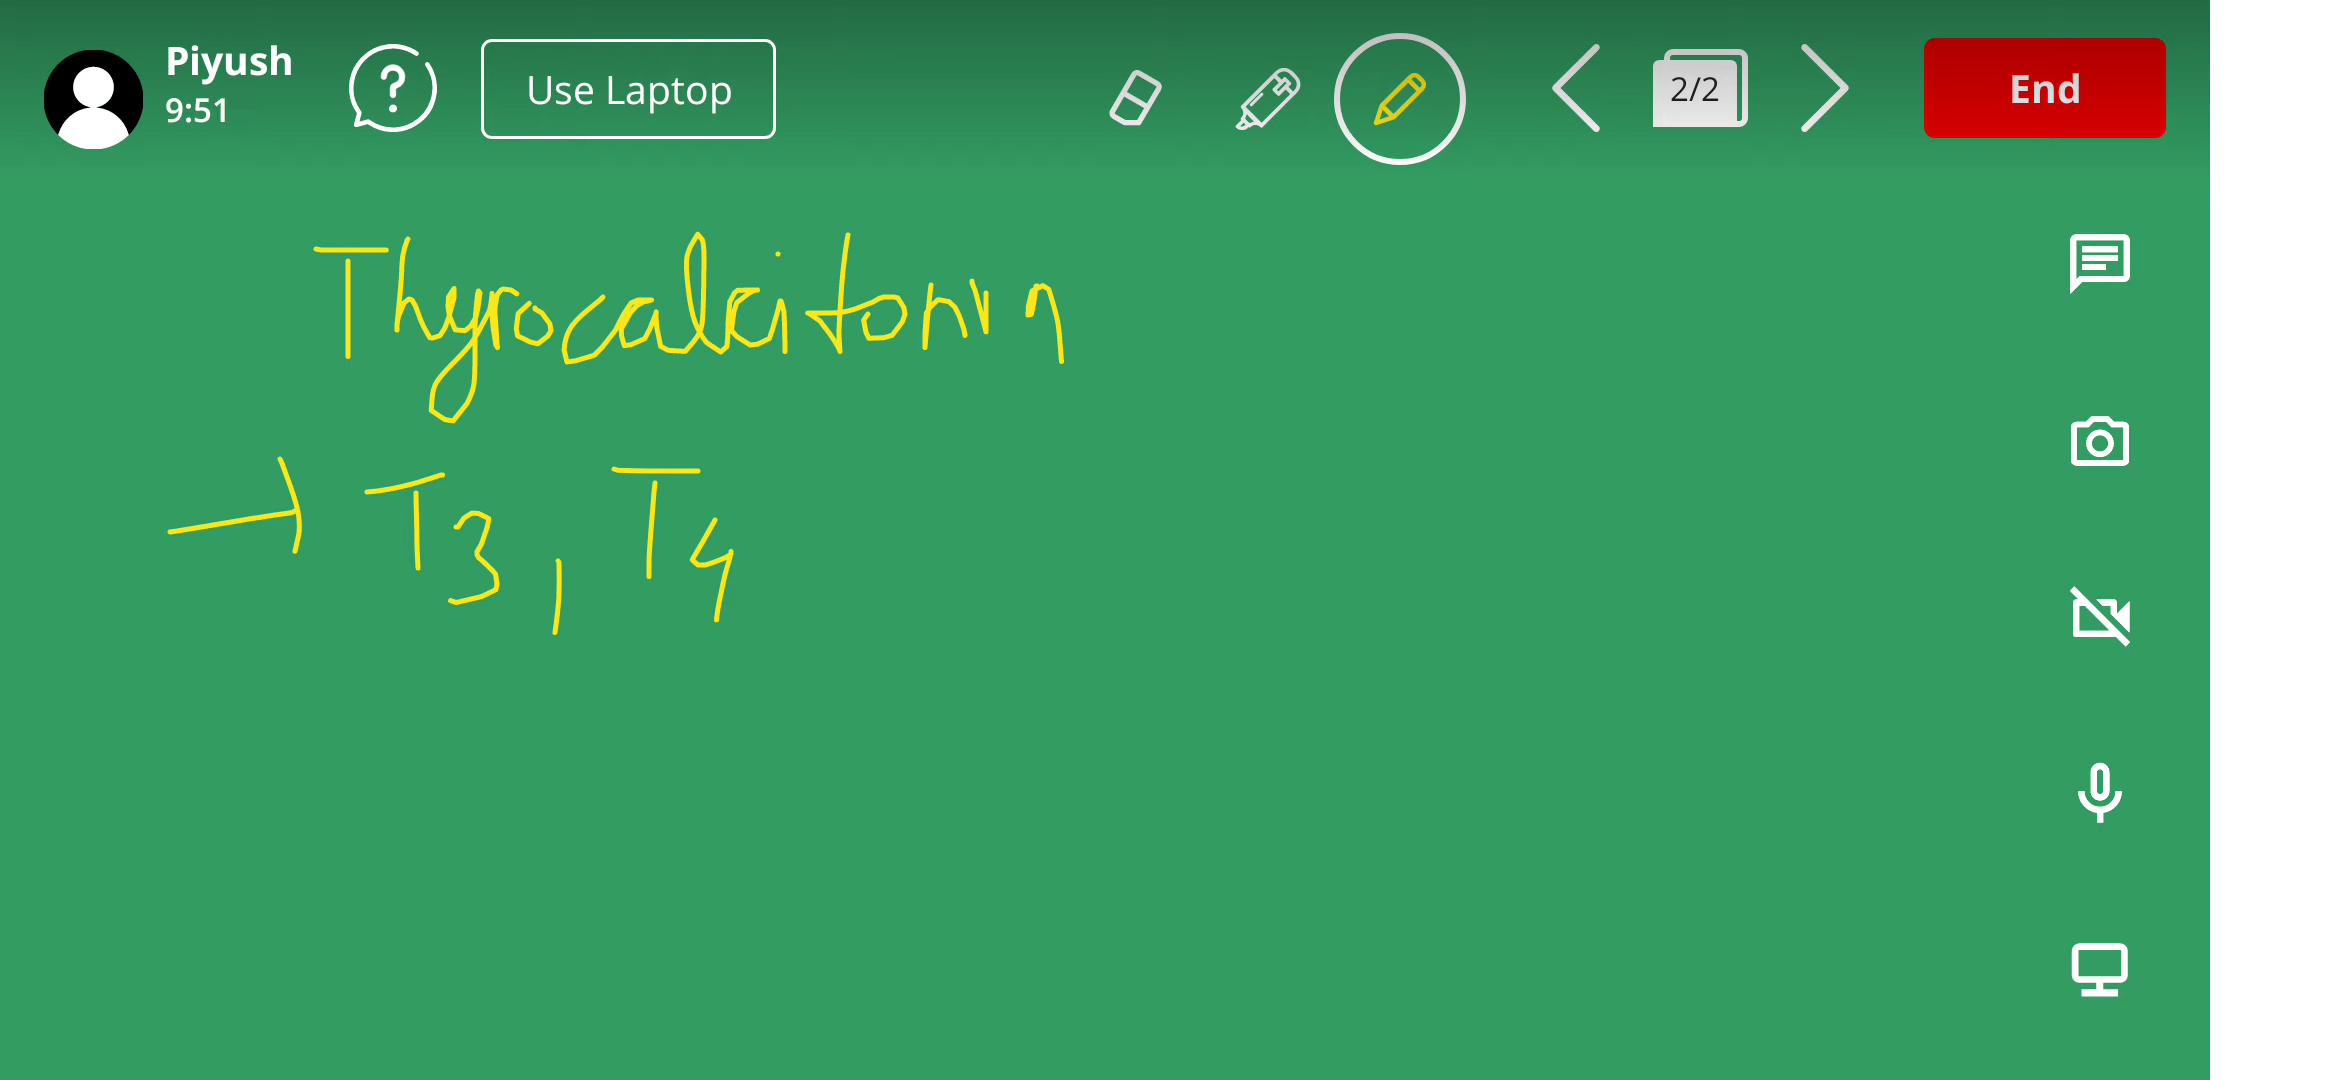 Piyush
9:51
Use Laptop
2/2
End
Thyrocalcitonin
→ T3, T4